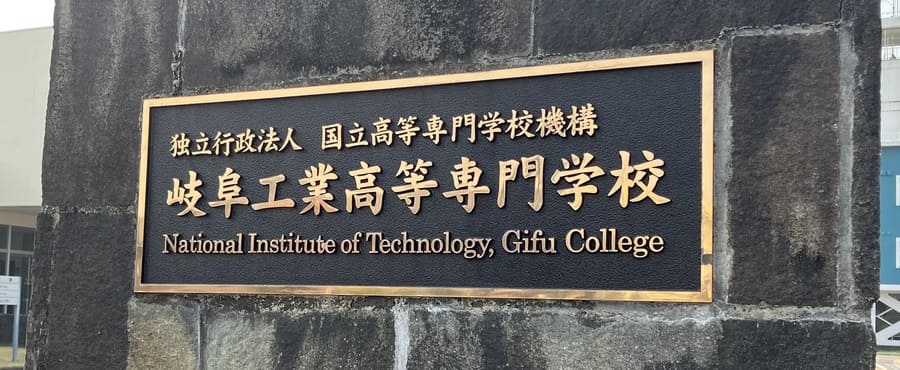 独立行政法人 国立高等専門学校機構
岐阜工業高等専門学校
National Institute of Technology, Gifu College